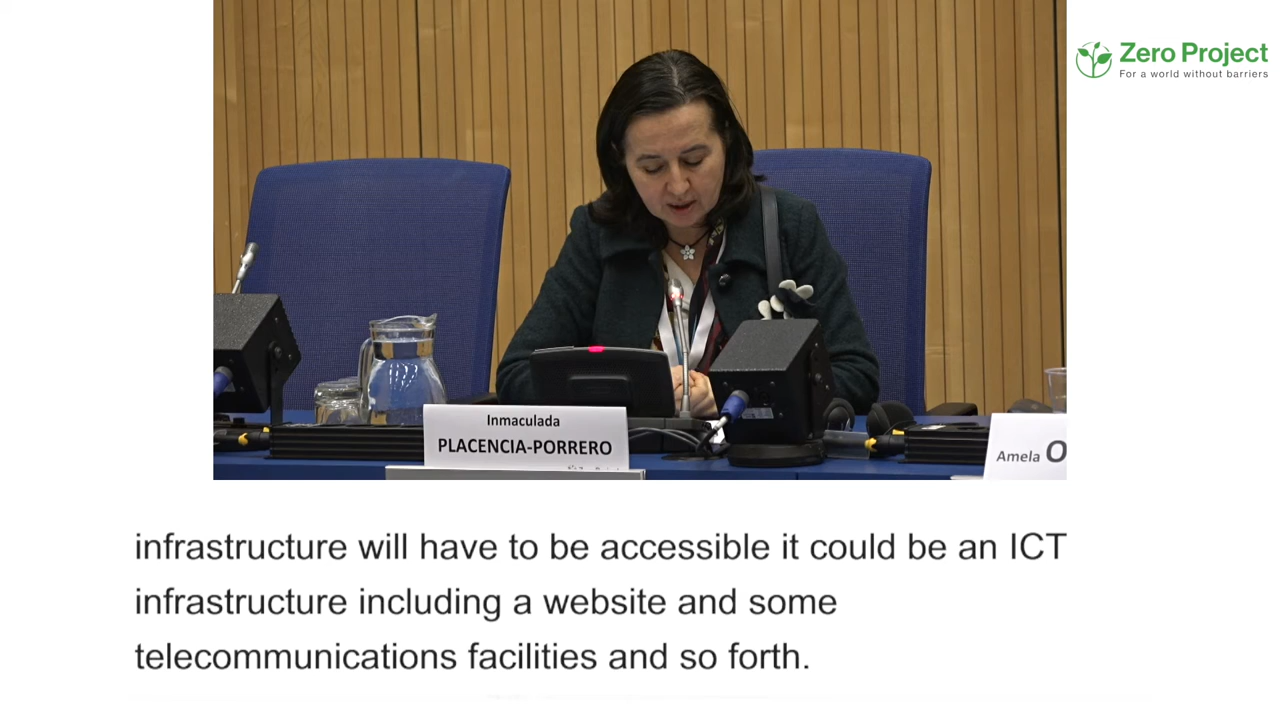 Zero Project
For a world without barriers
Inmaculada
PLACENCIA-PORRERO
Amela O
infrastructure will have to be accessible it could be an ICT
infrastructure including a website and some
telecommunications facilities and so forth.